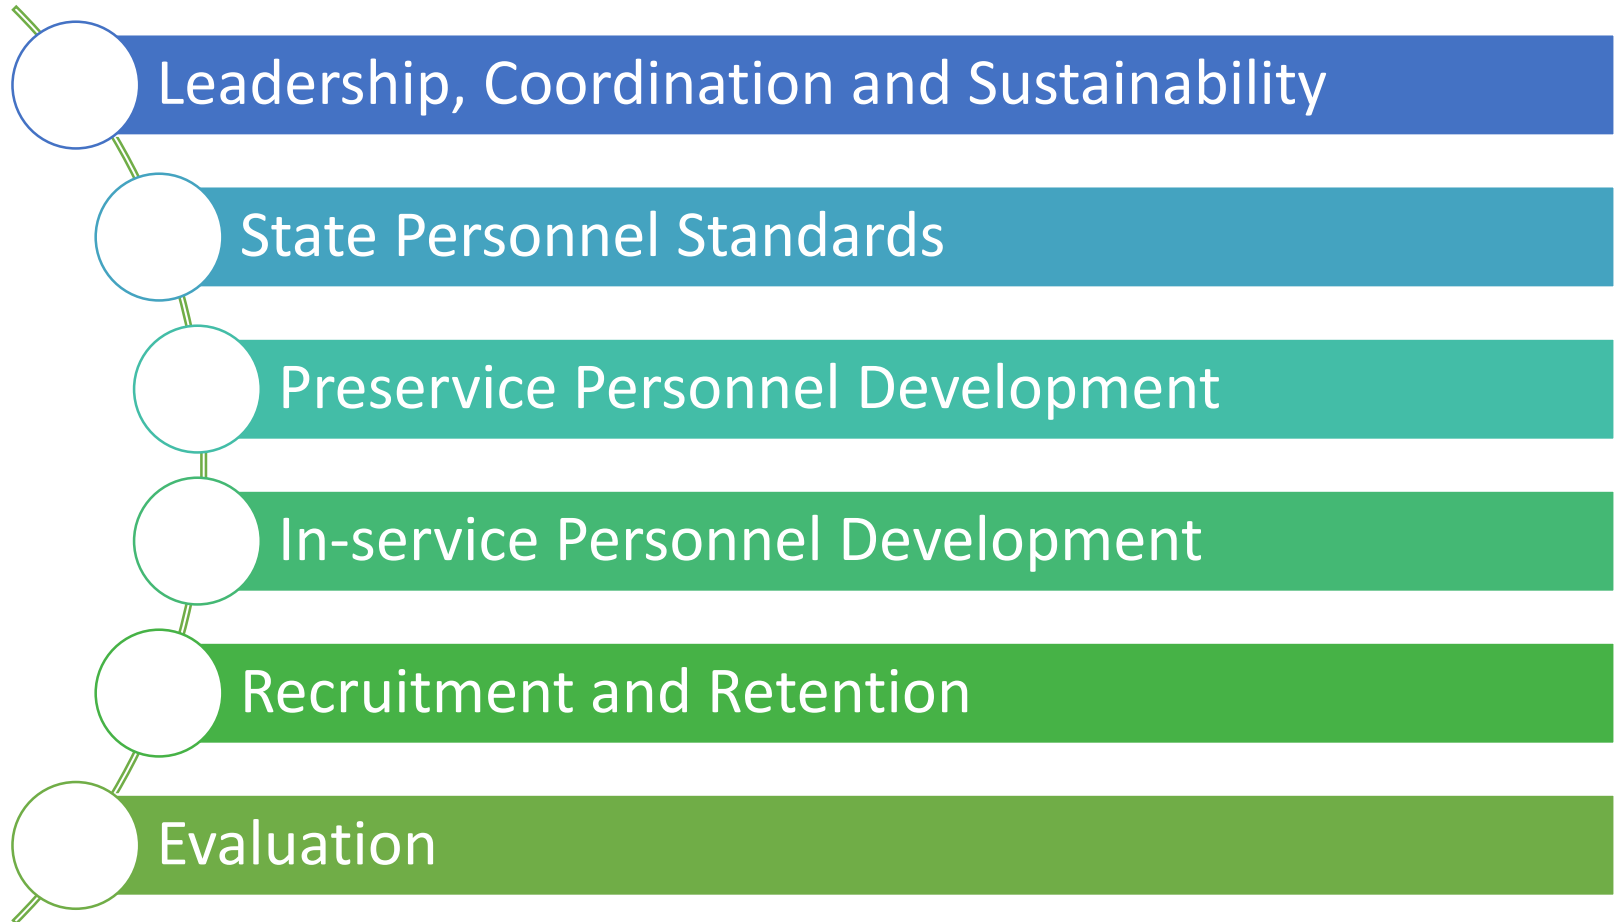 Leadership, Coordination and Sustainability
State Personnel Standards
Preservice Personnel Development
In-service Personnel Development
Recruitment and Retention
Evaluation